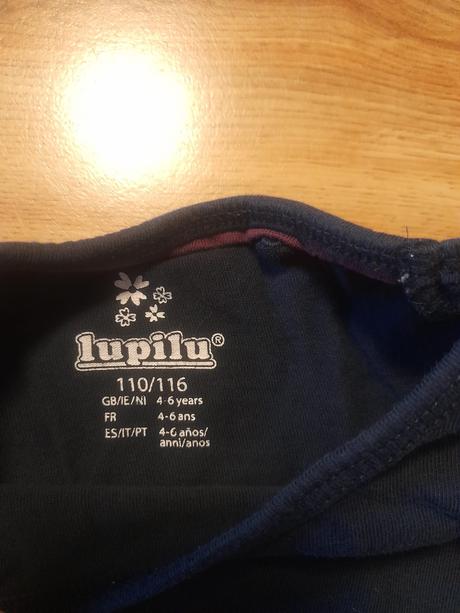 lupilu®
110/116
GB/IE/NI 4-6 years
FR 4-6 ans
ES/IT/PT 4-6 años/
anni/anos